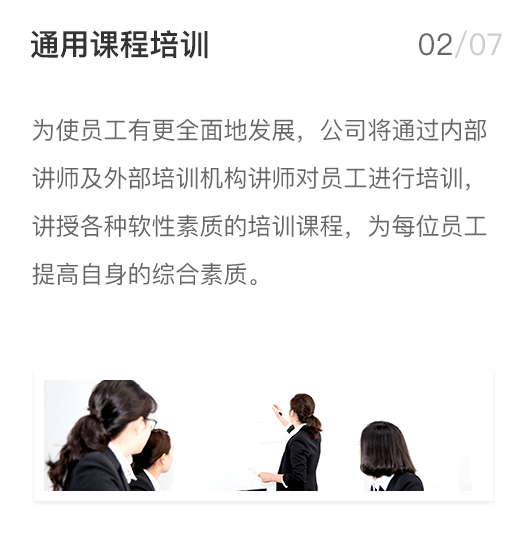 通用课程培训
02/07
为使员工有更全面地发展，公司将通过内部
讲师及外部培训机构讲师对员工进行培训，
讲授各种软性素质的培训课程，为每位员工
提高自身的综合素质。